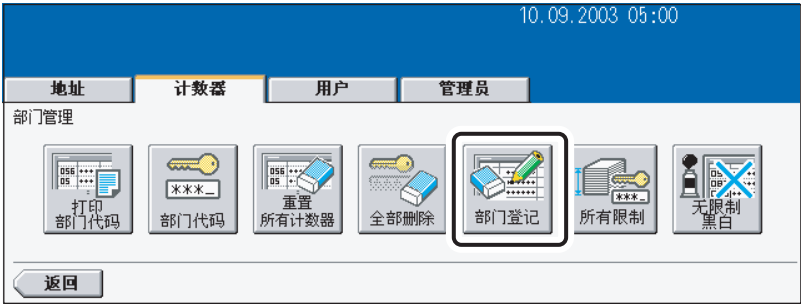 10.09.2003 05:00
地址 计数器 用户 管理员
部门管理
打印
部门代码
部门代码
重置
所有计数器
全部删除
部门登记
所有限制
无限制
黑白
返回